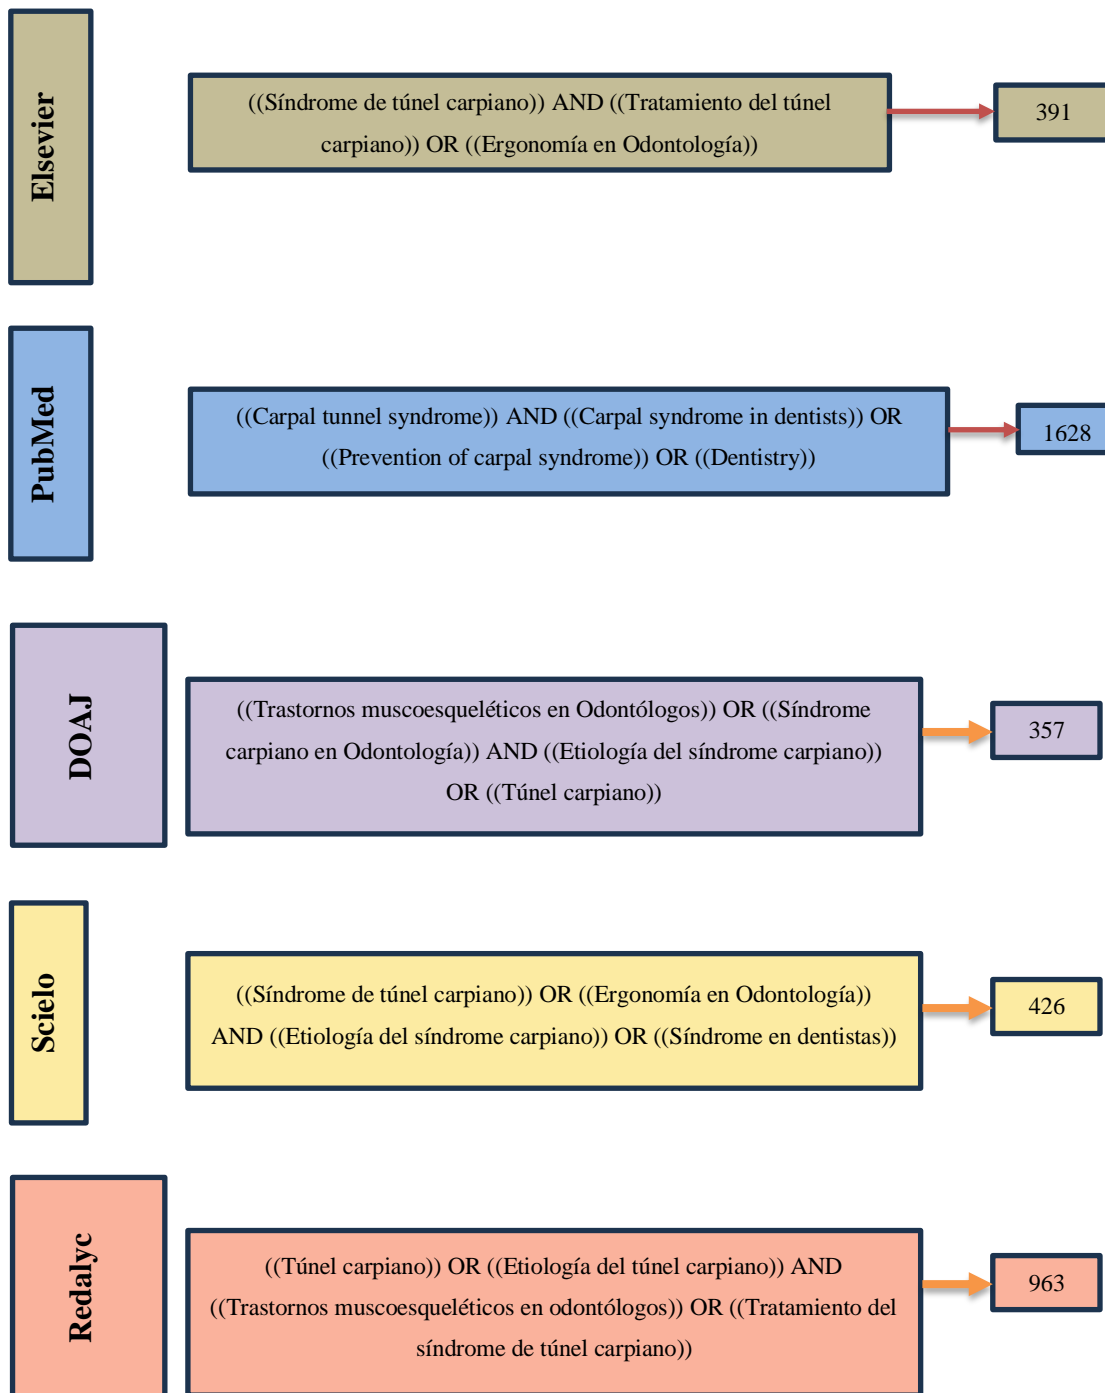 Elsevier
((Síndrome de túnel carpiano)) AND ((Tratamiento del túnel
carpiano)) OR ((Ergonomía en Odontología))
391
PubMed
((Carpal tunnel syndrome)) AND ((Carpal syndrome in dentists)) OR
((Prevention of carpal syndrome)) OR ((Dentistry))
1628
DOAJ
((Trastornos muscoesqueléticos en Odontólogos)) OR ((Síndrome
carpiano en Odontología)) AND ((Etiología del síndrome carpiano))
OR ((Túnel carpiano))
357
Scielo
((Síndrome de túnel carpiano)) OR ((Ergonomía en Odontología))
AND ((Etiología del síndrome carpiano)) OR ((Síndrome en dentistas))
426
Redalyc
((Túnel carpiano)) OR ((Etiología del túnel carpiano)) AND
((Trastornos muscoesqueléticos en odontólogos)) OR ((Tratamiento del
síndrome de túnel carpiano))
963